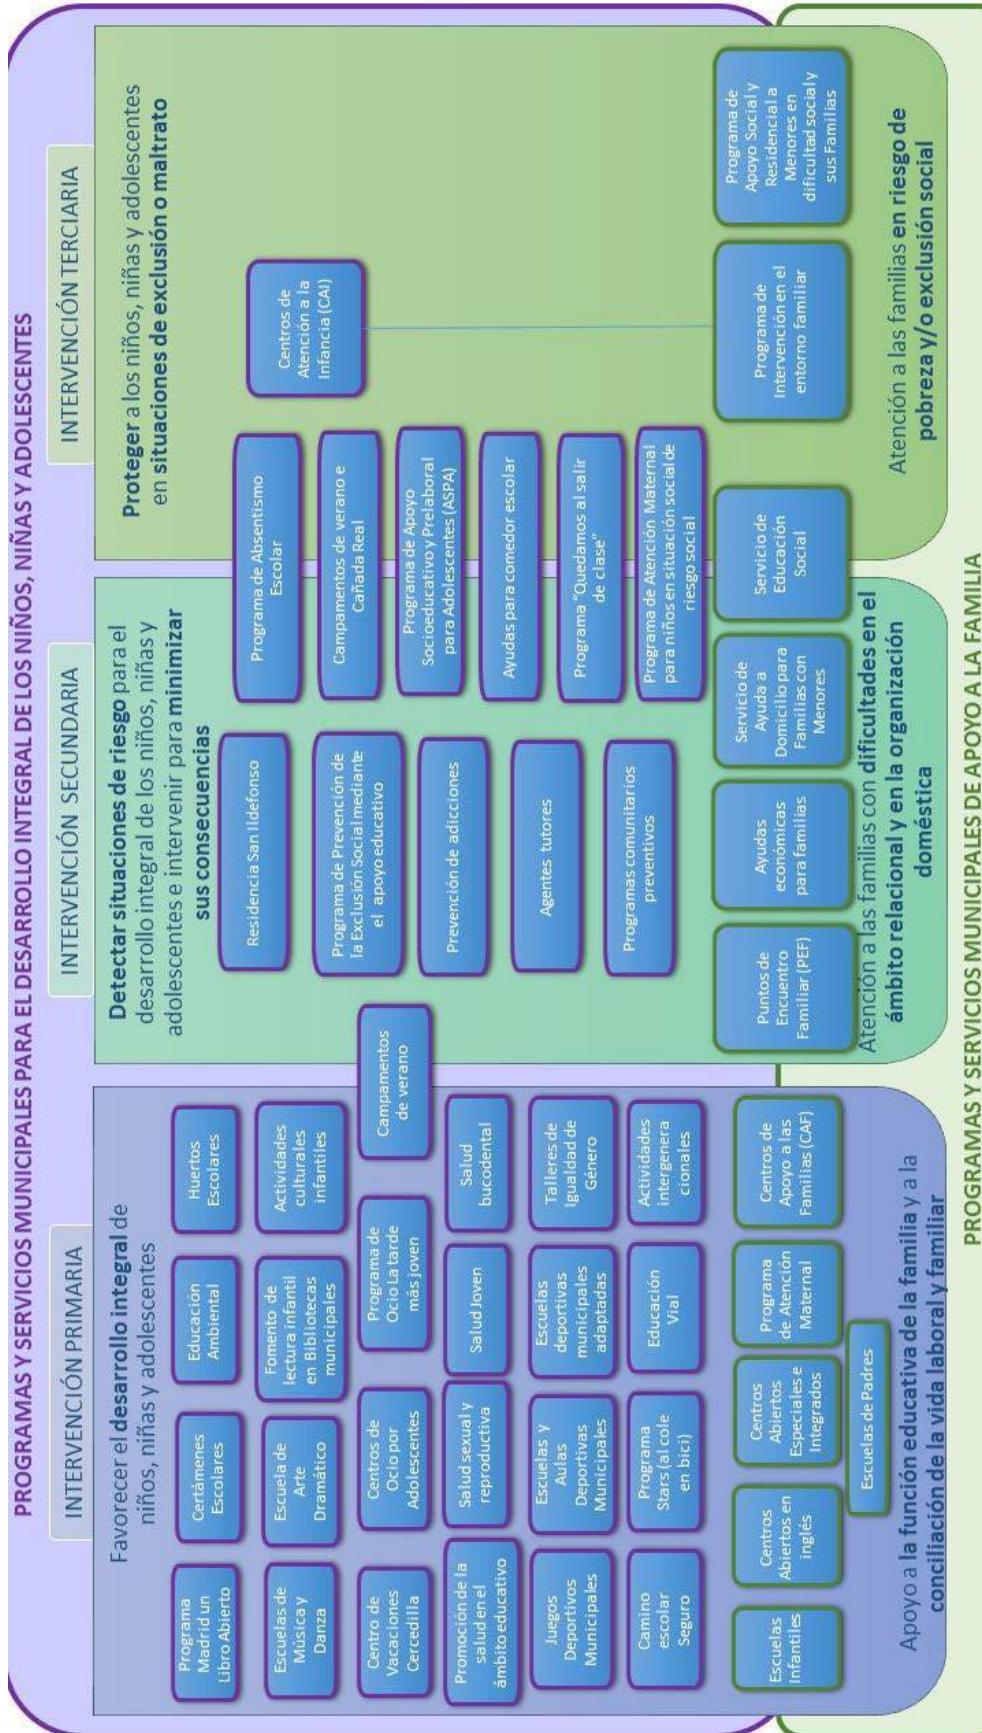 PROGRAMAS Y SERVICIOS MUNICIPALES PARA EL DESARROLLO INTEGRAL DE LOS NIÑOS, NIÑAS Y ADOLESCENTES
INTERVENCIÓN PRIMARIA
Favorecer el desarrollo integral de
niños, niñas y adolescentes
Programa
Madrid un
Libro Abierto
Certámenes
Escolares
Educación
Ambiental
Huertos
Escolares
Escuelas de
Música y
Danza
Escuela de
Arte
Dramático
Fomento de
lectura infantil
en Bibliotecas
municipales
Actividades
culturales
infantiles
Centro de
Vacaciones
Cercedilla
Centros de
Ocio por
Adolescentes
Programa de
Ocio La tarde
más joven
Campamentos
de verano
Promoción de la
salud en el
ámbito educativo
Salud sexual y
reproductiva
Salud Joven
Salud
bucodental
Juegos
Deportivos
Municipales
Escuelas y
Aulas
Deportivas
Municipales
Escuelas
deportivas
municipales
adaptadas
Talleres de
Igualdad de
Género
Camino
escolar
Seguro
Programa
Stars (al cole
en bici)
Educación
Vial
Actividades
intergenera
cionales
Escuelas
Infantiles
Centros
Abiertos en
inglés
Centros
Abiertos
Especiales e
Integrados
Programa
de Atención
Maternal
Centros de
Apoyo a las
Familias (CAF)
Escuelas de Padres
Apoyo a la función educativa de la familia y a la
conciliación de la vida laboral y familiar
INTERVENCIÓN SECUNDARIA
Detectar situaciones de riesgo para el
desarrollo integral de los niños, niñas y
adolescentes e intervenir para minimizar
sus consecuencias
Residencia San Ildefonso
Programa de Prevención de
la Exclusión Social mediante
el apoyo educativo
Prevención de adicciones
Agentes tutores
Programas comunitarios
preventivos
Programa de Absentismo
Escolar
Campamentos de verano e
Cañada Real
Programa de Apoyo
Socioeducativo y Prelaboral
para Adolescentes (ASPA)
Ayudas para comedor escolar
Programa "Quedamos al salir
de clase"
Programa de Atención Maternal
para niños en situación social de
riesgo social
Puntos de
Encuentro
Familiar (PEF)
Ayudas
económicas
para familias
Servicio de
Ayuda a
Domicilio para
Familias con
Menores
Servicio de
Educación
Social
Atención a las familias con dificultades en el
ámbito relacional y en la organización
doméstica
INTERVENCIÓN TERCIARIA
Proteger a los niños, niñas y adolescentes
en situaciones de exclusión o maltrato
Centros de
Atención a la
Infancia (CAI)
Programa de
Intervención en el
entorno familiar
Programa de
Apoyo Social y
Residencial a
Menores en
dificultad social y
sus Familias
Atención a las familias en riesgo de
pobreza y/o exclusión social
PROGRAMAS Y SERVICIOS MUNICIPALES DE APOYO A LA FAMILIA